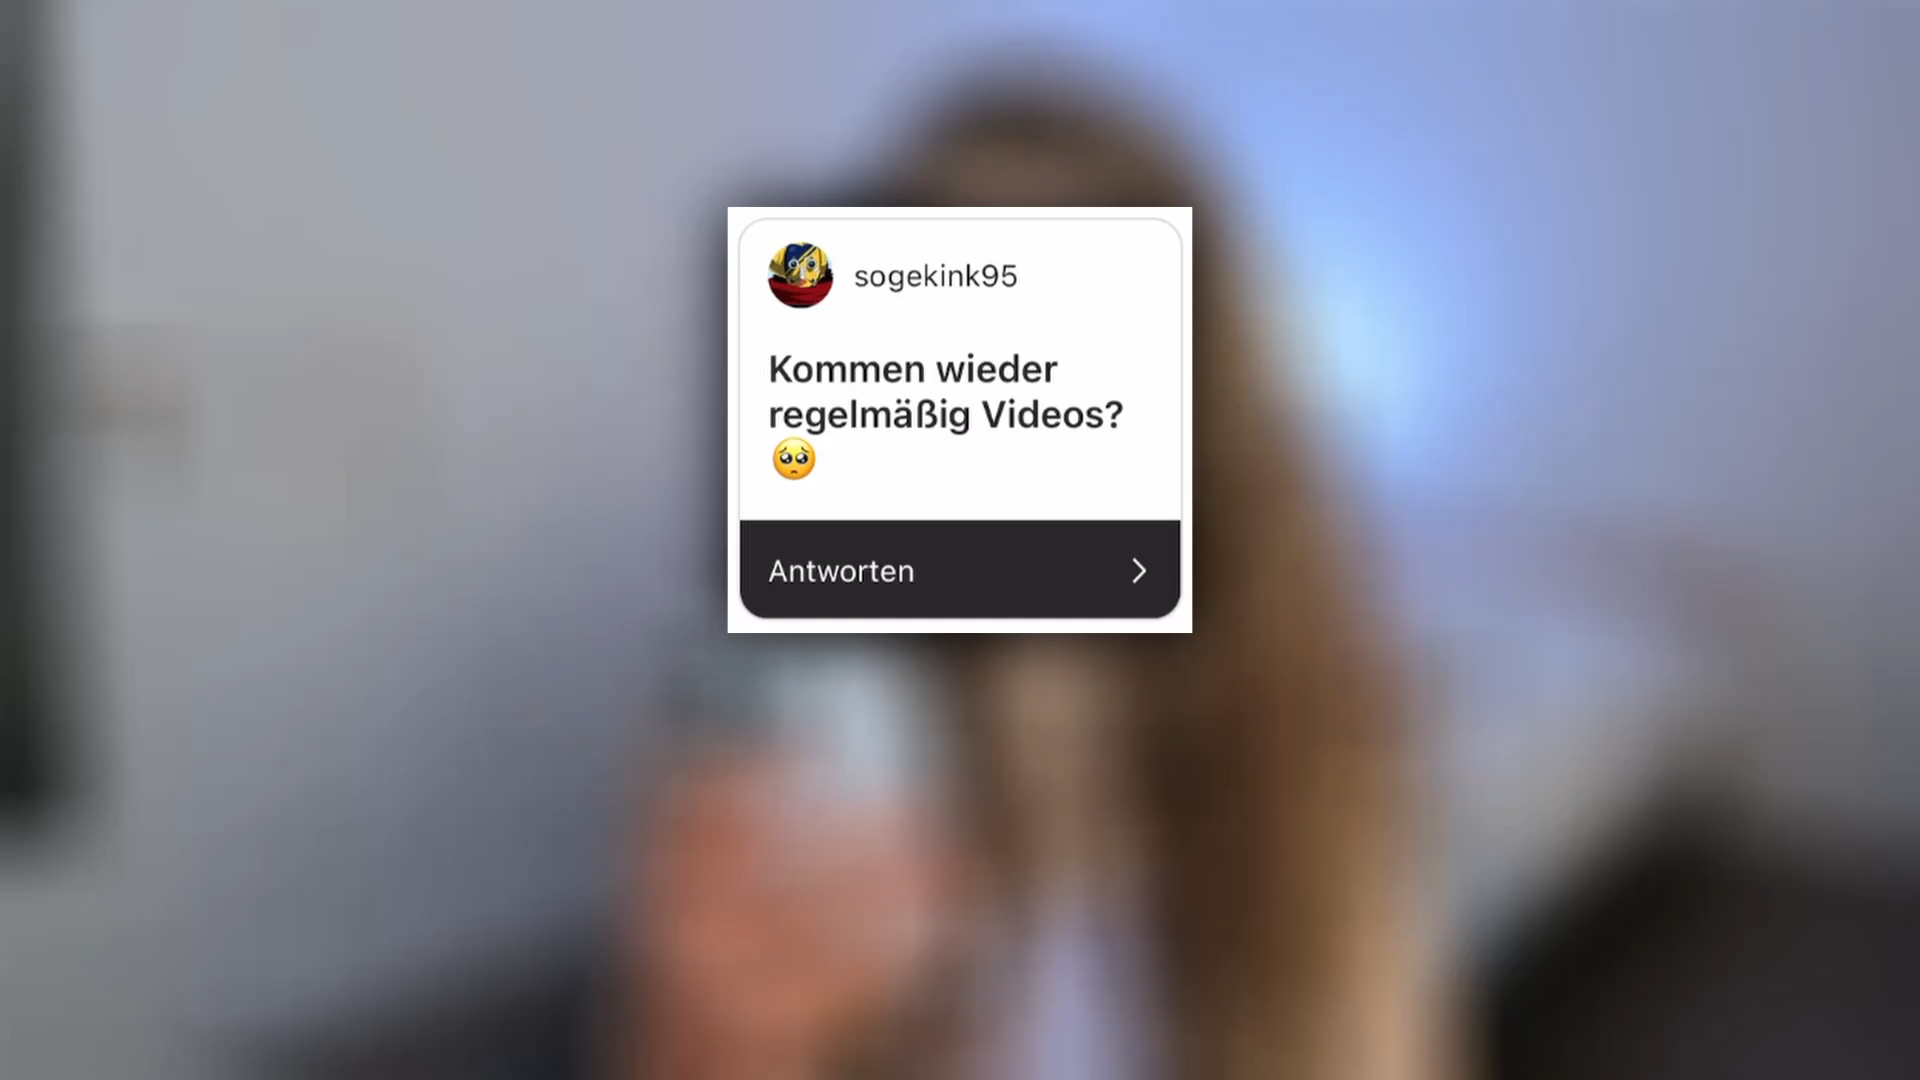 sogekink95
Kommen wieder
regelmäßig Videos?
🥺
Antworten